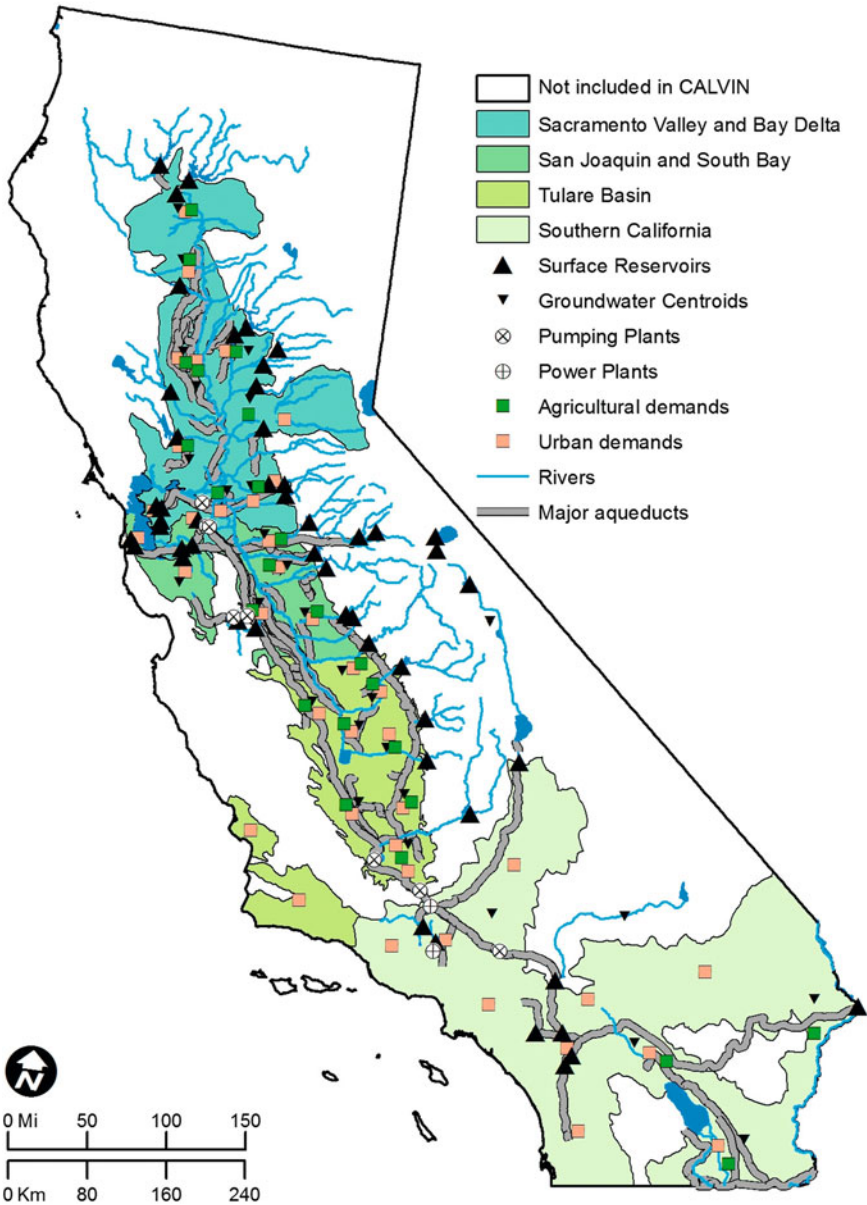 Not included in CALVIN
Sacramento Valley and Bay Delta
San Joaquin and South Bay
Tulare Basin
Southern California
Surface Reservoirs
Groundwater Centroids
Pumping Plants
Power Plants
Agricultural demands
Urban demands
Rivers
Major aqueducts
N
0 Mi 50 100 150
0 Km 80 160 240